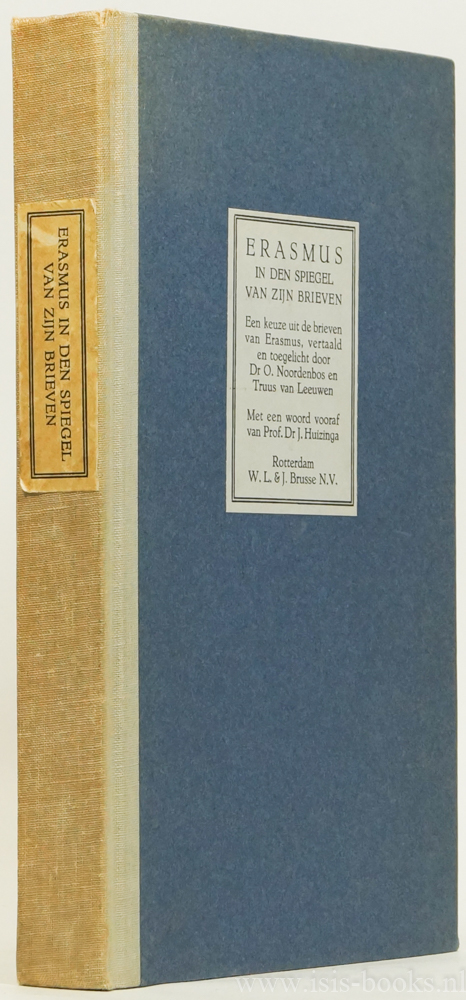 ERASMUS IN DEN SPIEGEL
VAN ZIJN BRIEVEN
ERASMUS
IN DEN SPIEGEL
VAN ZIJN BRIEVEN
Een keuze uit de brieven
van Erasmus, vertaald
en toegelicht door
Dr O. Noordenbos en
Truus van Leeuwen
Met een woord vooraf
van Prof. Dr J. Huizinga
Rotterdam
W. L. & J. Brusse N.V.
www.isis-books.nl